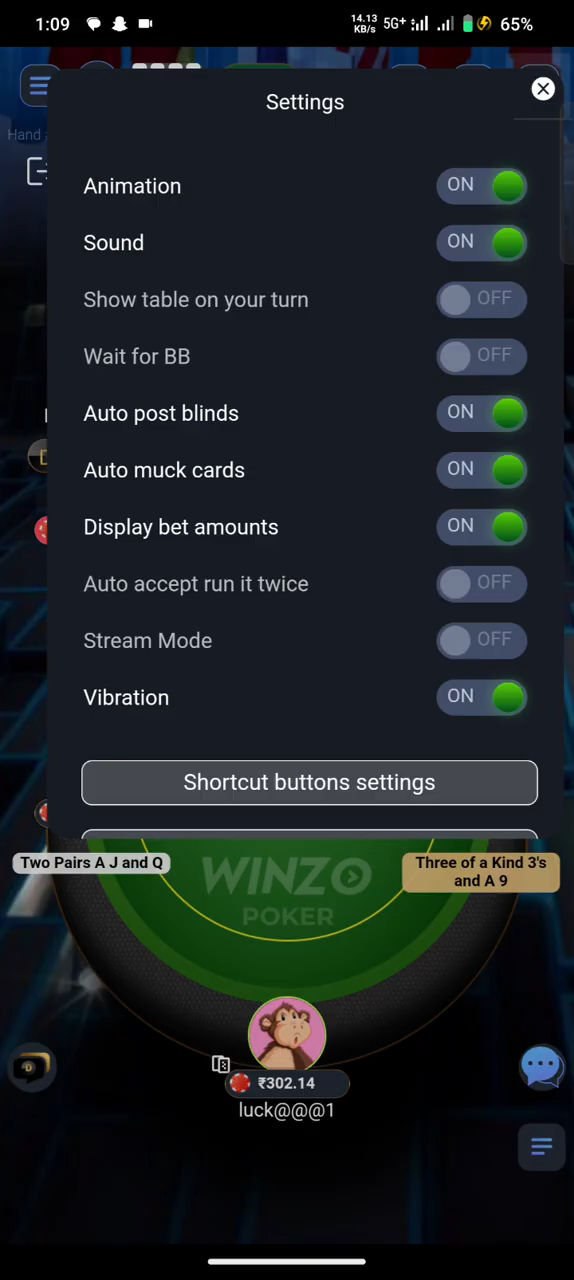 1:09
14.13
KB/s
5G+
65%
Hand
Settings
Animation
ON
Sound
ON
Show table on your turn
OFF
Wait for BB
OFF
Auto post blinds
ON
Auto muck cards
ON
Display bet amounts
ON
Auto accept run it twice
OFF
Stream Mode
OFF
Vibration
ON
Shortcut buttons settings
Two Pairs A J and Q
Three of a Kind 3's
and A 9
WINZO
POKER
D
₹302.14
luck@@@1